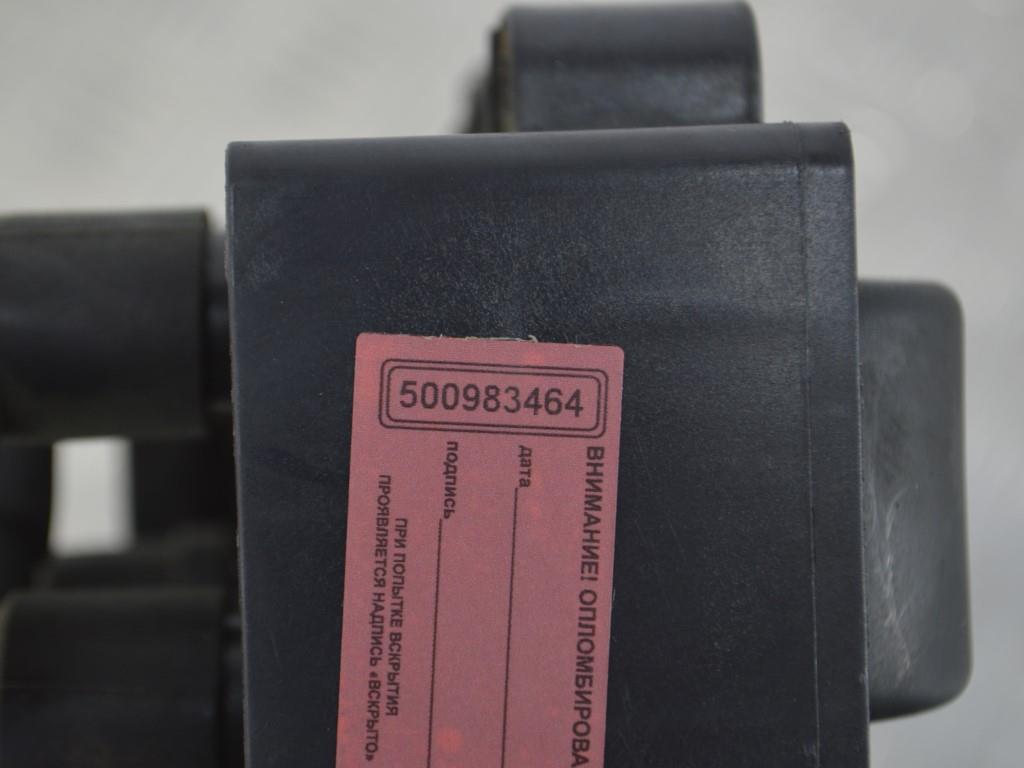 500983464
ВНИМАНИЕ! ОПЛОМБИРОВА
дата
подпись
ПРИ ПОПЫТКЕ ВСКРЫТИЯ
ПРОЯВЛЯЕТСЯ НАДПИСЬ «ВСКРЫТО»